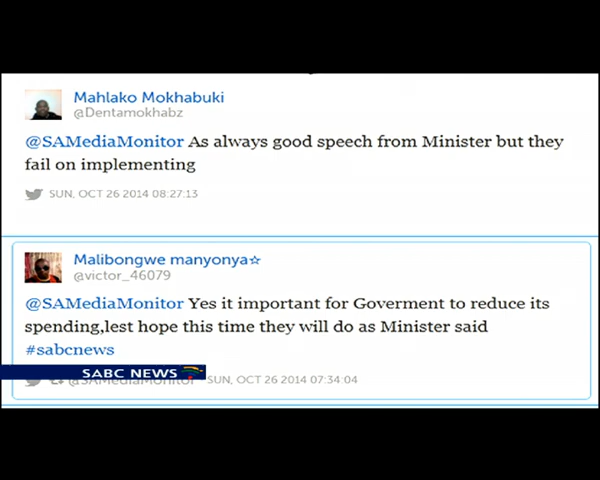 Mahlako Mokhabuki
@Dentamokhabz
@SAMediaMonitor As always good speech from Minister but they
fail on implementing
SUN, OCT 26 2014 08:27:13
Malibongwe manyonya☆
@victor_46079
@SAMediaMonitor Yes it important for Goverment to reduce its
spending,lest hope this time they will do as Minister said
#sabcnews
SABC NEWS
@SAMediaMonitor SUN, OCT 26 2014 07:34:04